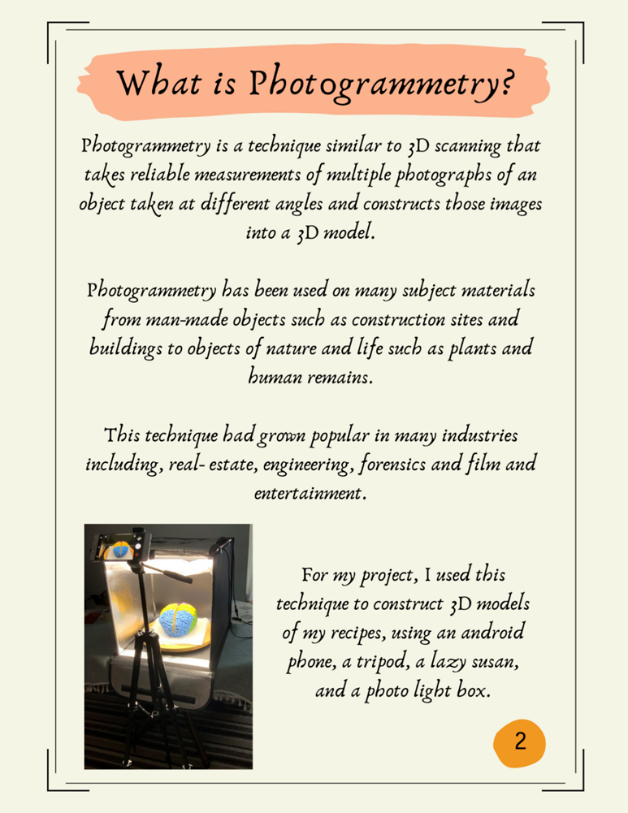 What is Photogrammetry?
Photogrammetry is a technique similar to 3D scanning that
takes reliable measurements of multiple photographs of an
object taken at different angles and constructs those images
into a 3D model.
Photogrammetry has been used on many subject materials
from man-made objects such as construction sites and
buildings to objects of nature and life such as plants and
human remains.
This technique had grown popular in many industries
including, real- estate, engineering, forensics and film and
entertainment.
For my project, I used this
technique to construct 3D models
of my recipes, using an android
phone, a tripod, a lazy susan,
and a photo light box.
2